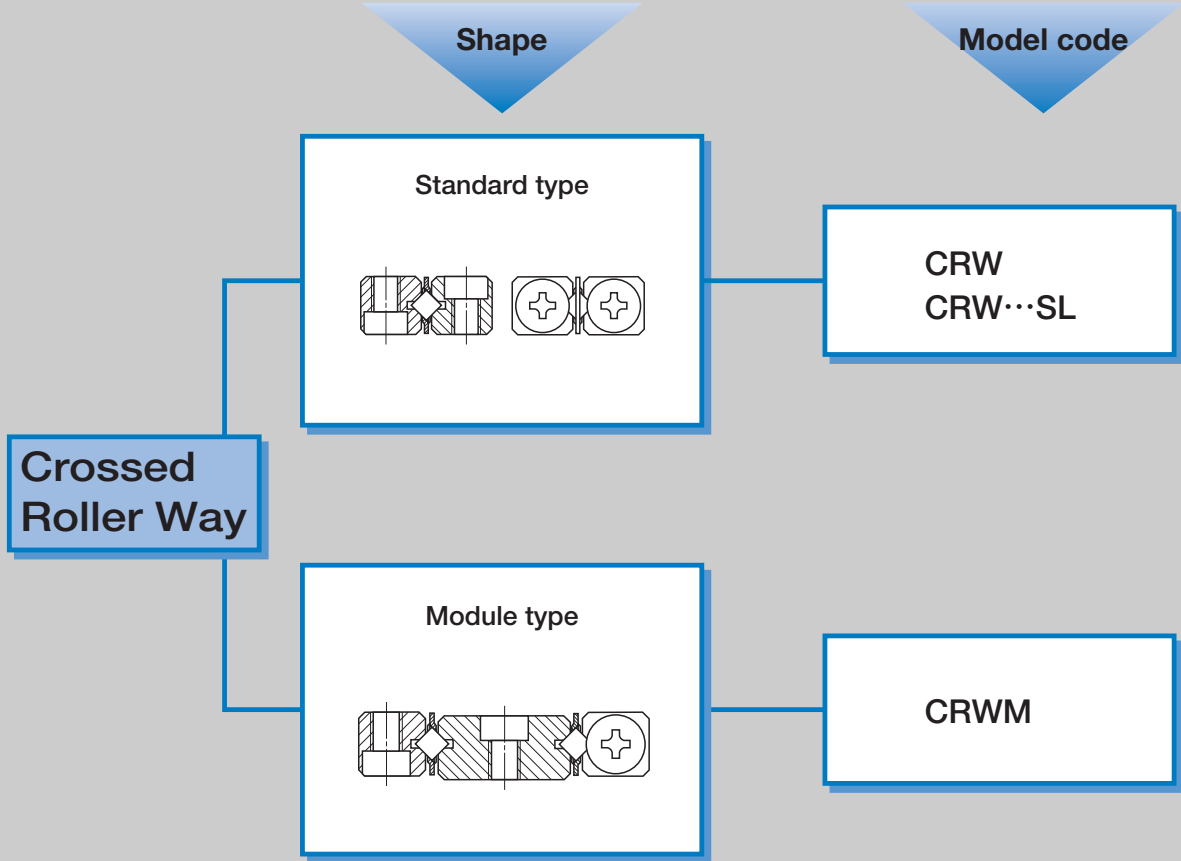 Shape
Model code
Standard type
CRW
CRW···SL
Crossed
Roller Way
Module type
CRWM